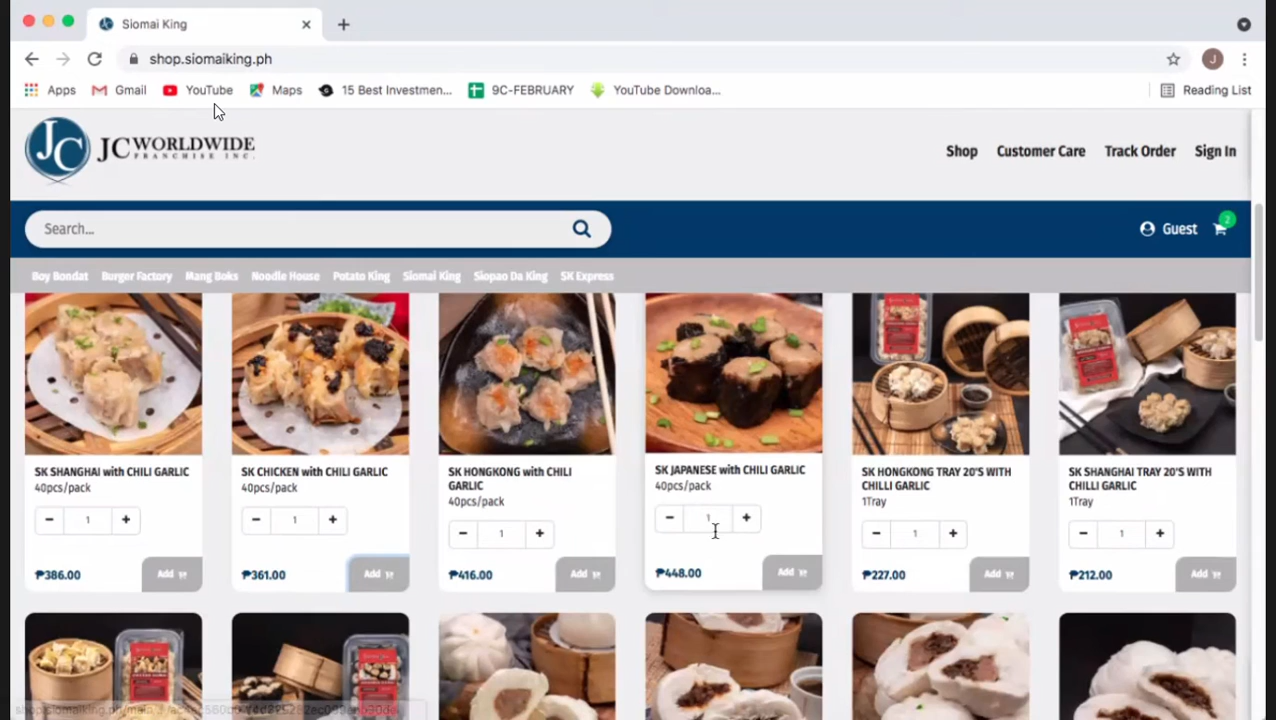 Siomai King
shop.siomaiking.ph
J
Apps
Gmail
YouTube
Maps
15 Best Investmen...
9C-FEBRUARY
YouTube Downloa...
Reading List
JC
JC WORLDWIDE
FRANCHISE INC.
Shop
Customer Care
Track Order
Sign In
Search...
Guest
2
Boy Bondat
Burger Factory
Mang Boks
Noodle House
Potato King
Siomai King
Siopao Da King
SK Express
SK SHANGHAI with CHILI GARLIC
40pcs/pack
- 1 +
₱386.00
Add
SK CHICKEN with CHILI GARLIC
40pcs/pack
- 1 +
₱361.00
Add
SK HONGKONG with CHILI
GARLIC
40pcs/pack
- 1 +
₱416.00
Add
SK JAPANESE with CHILI GARLIC
40pcs/pack
- 1 +
₱448.00
Add
SK HONGKONG TRAY 20'S WITH
CHILLI GARLIC
1Tray
- 1 +
₱227.00
Add
SK SHANGHAI TRAY 20'S WITH
CHILLI GARLIC
1Tray
- 1 +
₱212.00
Add